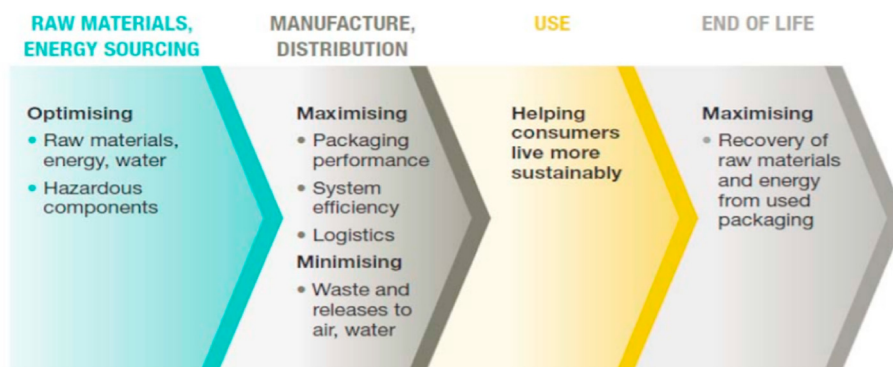 RAW MATERIALS,
ENERGY SOURCING
Optimising
• Raw materials,
energy, water
• Hazardous
components
MANUFACTURE,
DISTRIBUTION
Maximising
• Packaging
performance
• System
efficiency
• Logistics
Minimising
• Waste and
releases to
air, water
USE
Helping
consumers
live more
sustainably
END OF LIFE
Maximising
• Recovery of
raw materials
and energy
from used
packaging